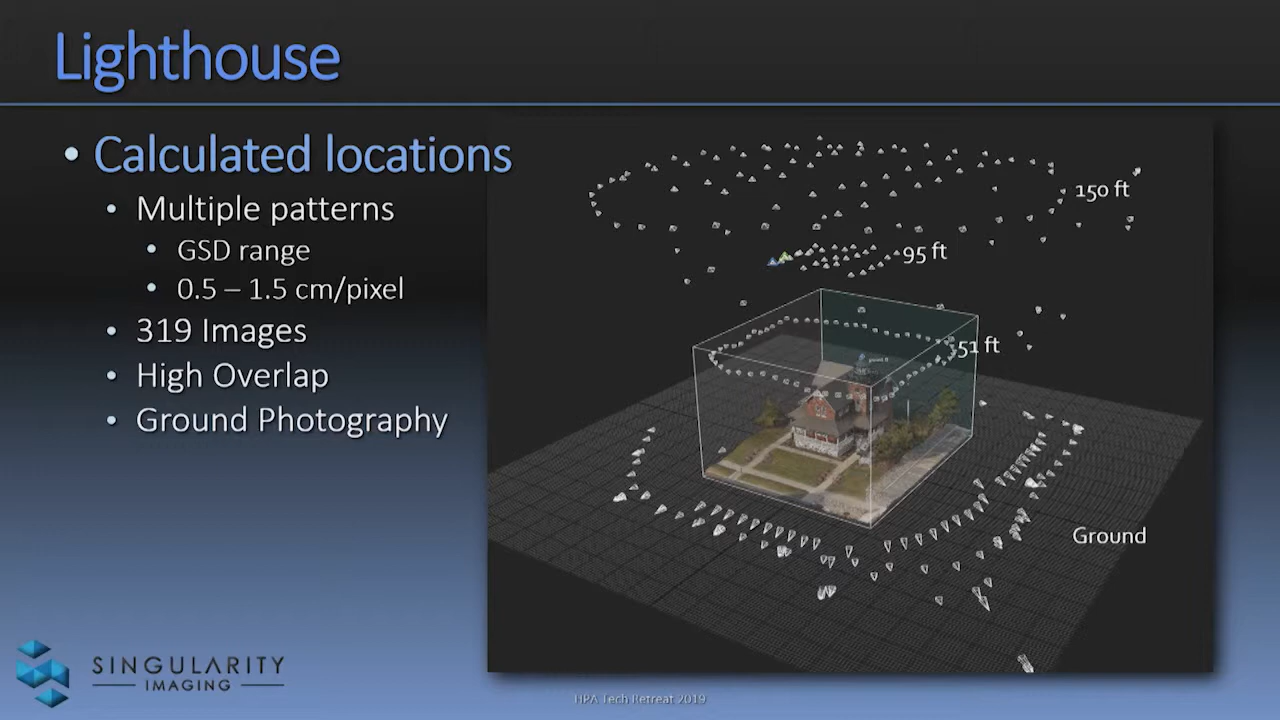 Lighthouse
• Calculated locations
• Multiple patterns
• GSD range
• 0.5 – 1.5 cm/pixel
• 319 Images
• High Overlap
• Ground Photography
150 ft
95 ft
51 ft
Ground
SINGULARITY
IMAGING
HPA Tech Retreat 2019